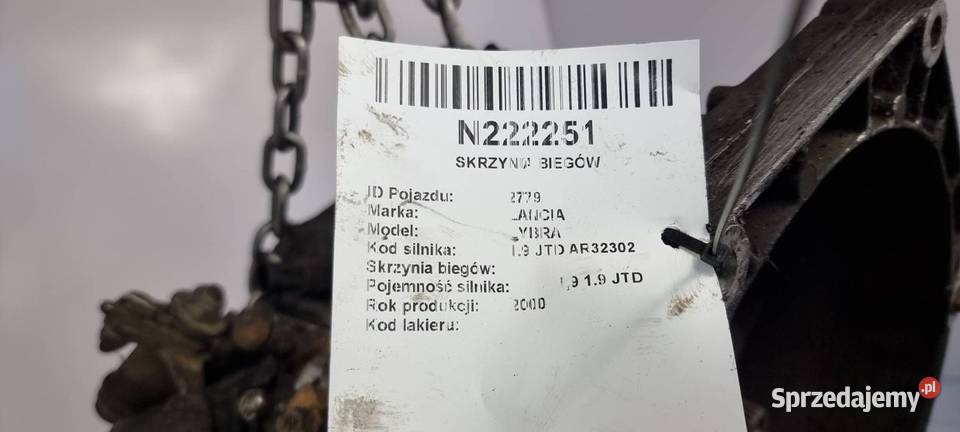 N222251
SKRZYNIA BIEGÓW
ID Pojazdu: 2779
Marka: LANCIA
Model: LYBRA
Kod silnika: 1.9 JTD AR32302
Skrzynia biegów:
Pojemność silnika: 1,9 1.9 JTD
Rok produkcji: 2000
Kod lakieru:
Sprzedajemy.pl